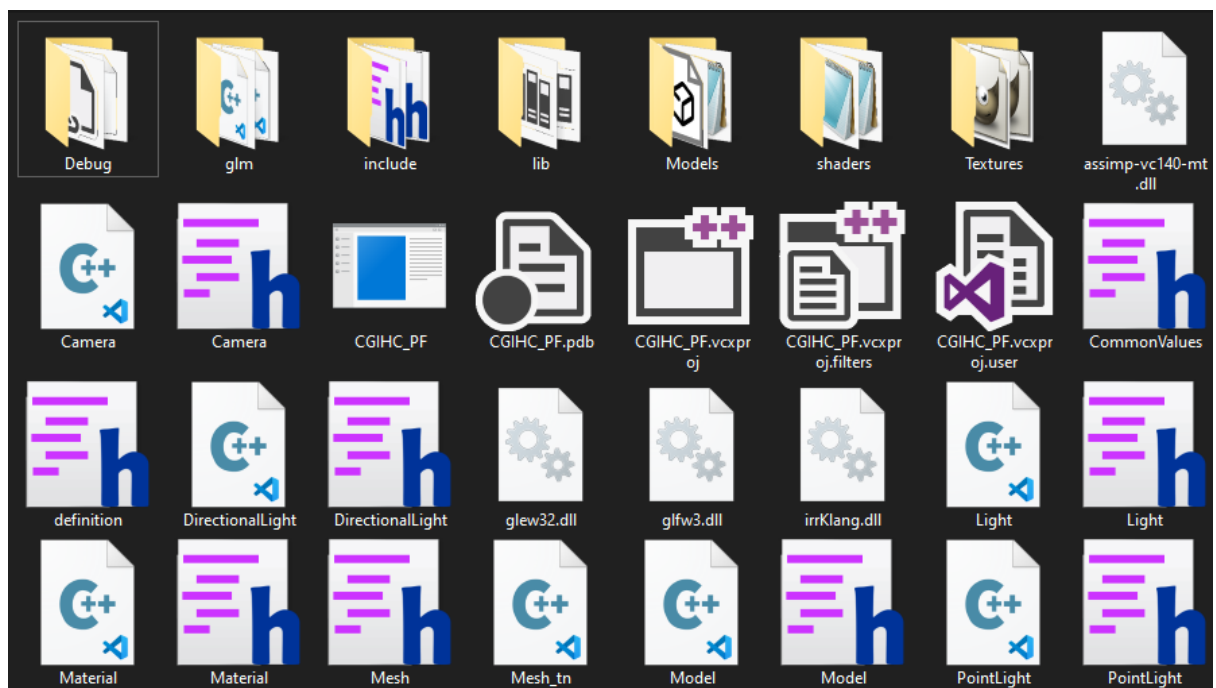 Debug
glm
include
lib
Models
shaders
Textures
assimp-vc140-mt
.dll
C++
Camera
h
Camera
CGIHC_PF
CGIHC_PF.pdb
++
CGIHC_PF.vcxpr
oj
++
CGIHC_PF.vcxpr
oj.filters
CGIHC_PF.vcxpr
oj.user
h
CommonValues
h
definition
C++
DirectionalLight
h
DirectionalLight
glew32.dll
glfw3.dll
irrKlang.dll
C++
Light
h
Light
C++
Material
h
Material
h
Mesh
C++
Mesh_tn
C++
Model
h
Model
C++
PointLight
h
PointLight